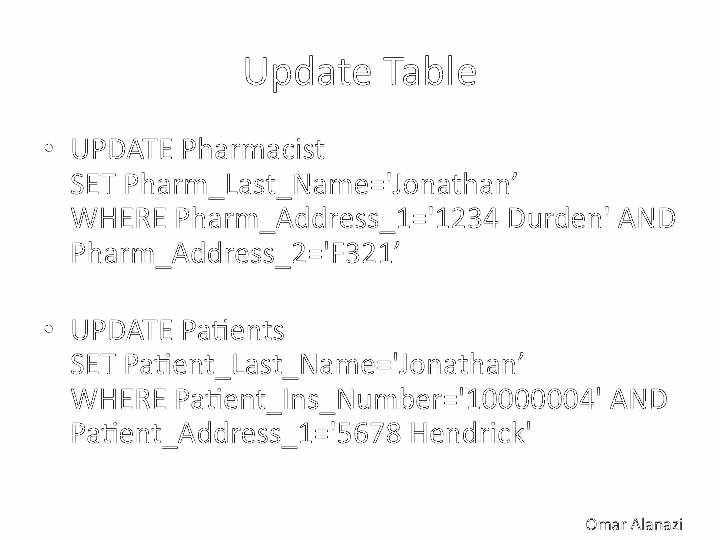 Update Table
• UPDATE Pharmacist
SET Pharm_Last_Name='Jonathan’
WHERE Pharm_Address_1='1234 Durden' AND
Pharm_Address_2='F321’
• UPDATE Patients
SET Patient_Last_Name='Jonathan’
WHERE Patient_Ins_Number='10000004' AND
Patient_Address_1='5678 Hendrick'
Omar Alanazi